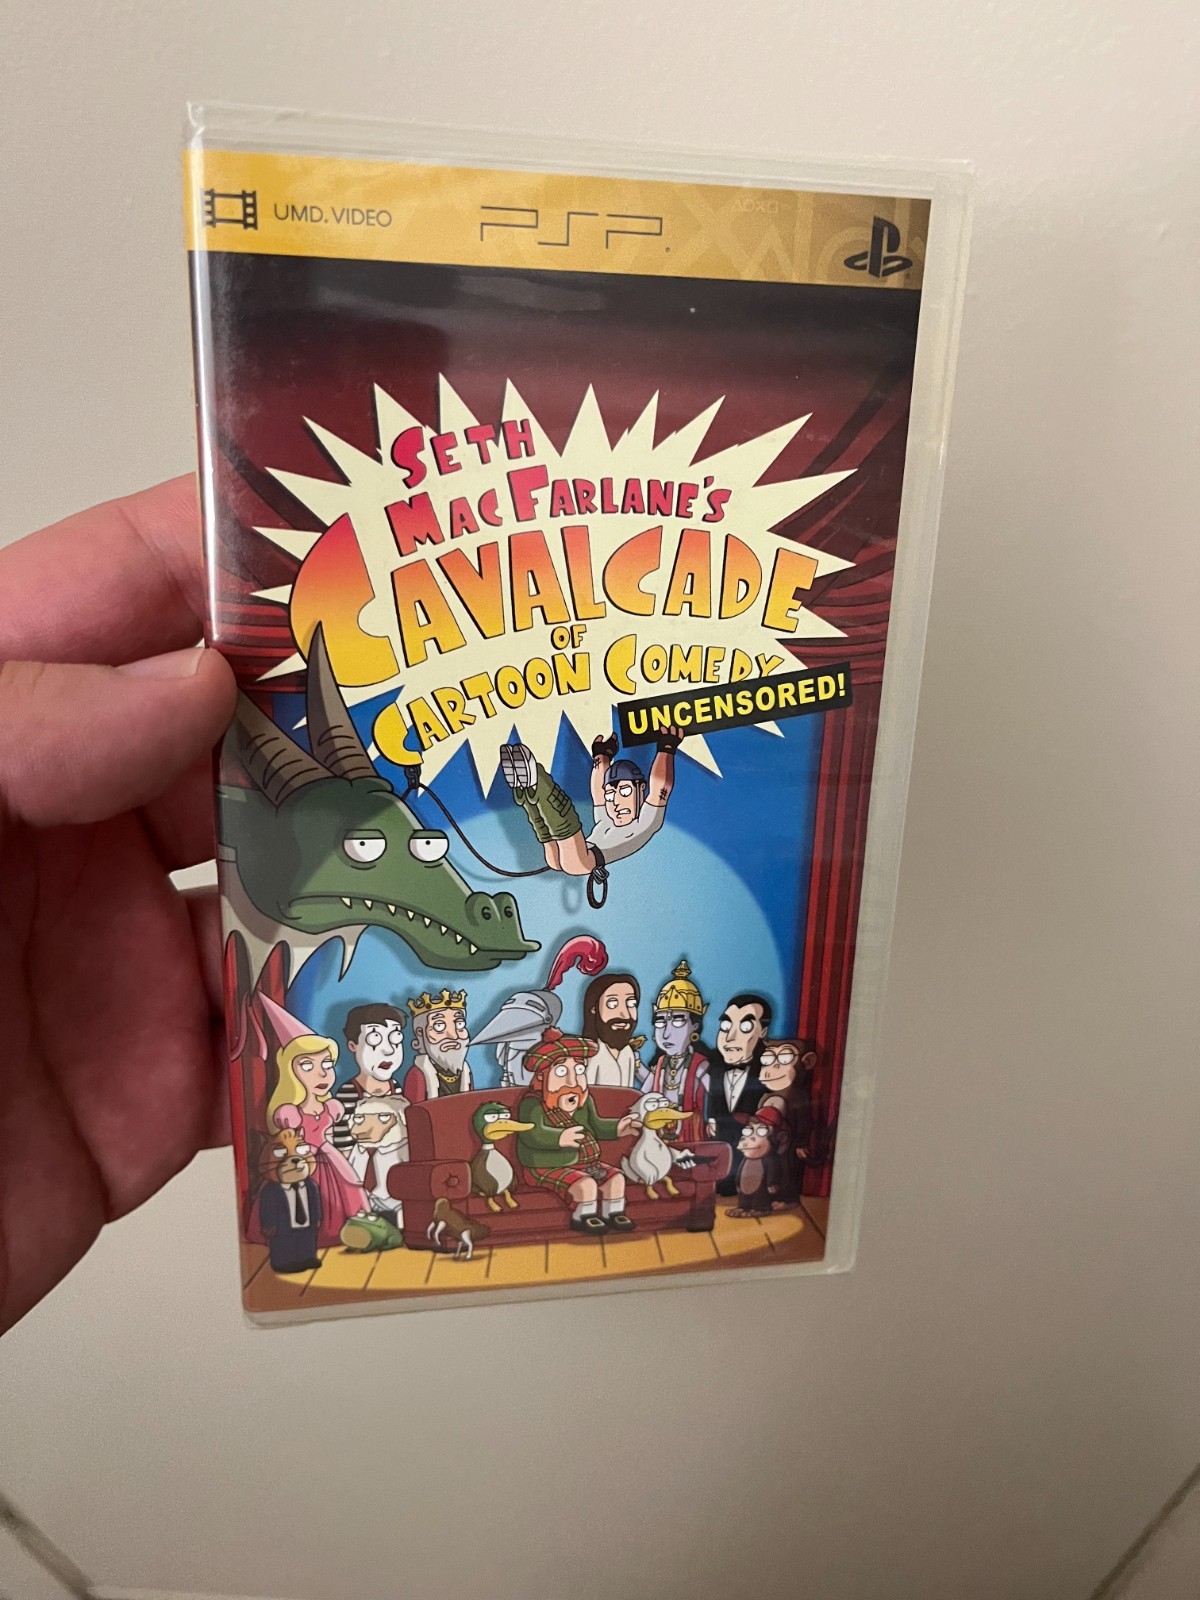 UMD. VIDEO
PSP
SETH
MACFARLANE'S
CAVALCADE
OF
CARTOON COMEDY
UNCENSORED!